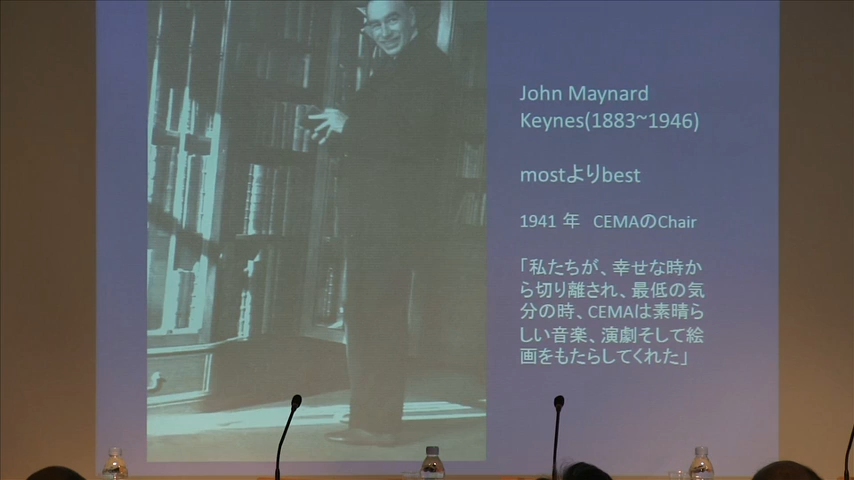 John Maynard
Keynes(1883~1946)
mostよりbest
1941 年 CEMAのChair
「私たちが、幸せな時か
ら切り離され、最低の気
分の時、CEMAは素晴ら
しい音楽、演劇そして絵
画をもたらしてくれた」